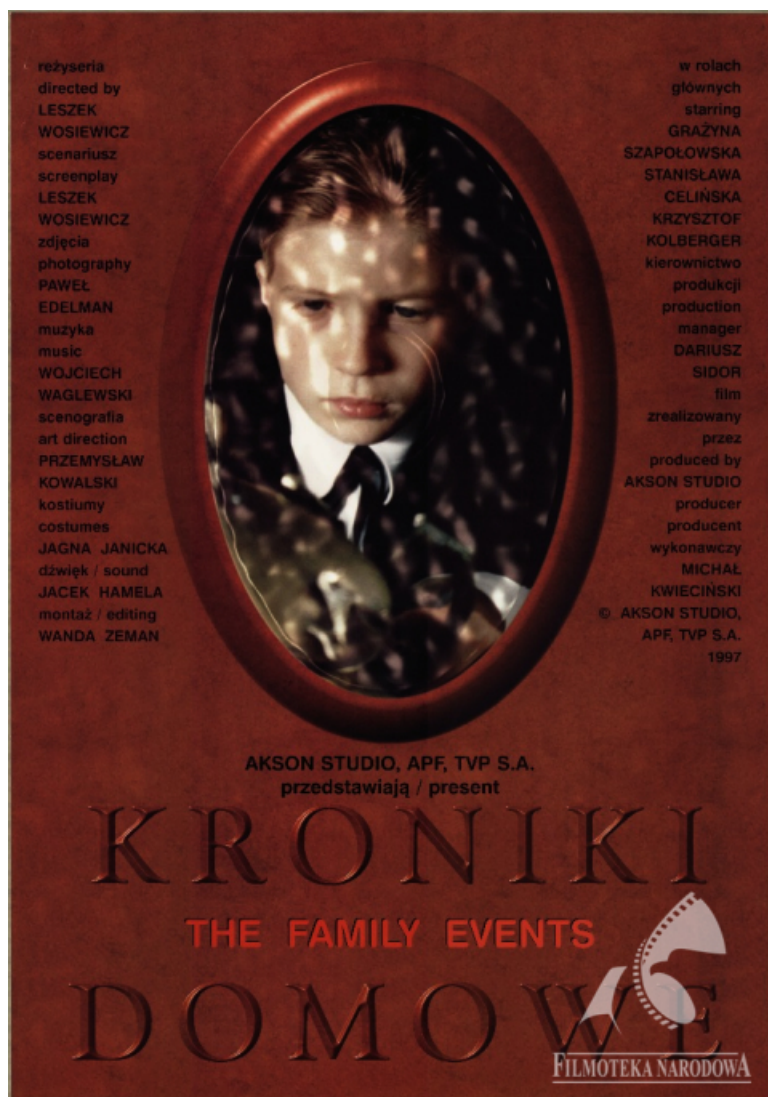 reżyseria
directed by
LESZEK
WOSIEWICZ
scenariusz
screenplay
LESZEK
WOSIEWICZ
zdjęcia
photography
PAWEŁ
EDELMAN
muzyka
music
WOJCIECH
WAGLEWSKI
scenografia
art direction
PRZEMYSŁAW
KOWALSKI
kostiumy
costumes
JAGNA JANICKA
dźwięk / sound
JACEK HAMELA
montaż / editing
WANDA ZEMAN
w rolach
głównych
starring
GRAŻYNA
SZAPOŁOWSKA
STANISŁAWA
CELIŃSKA
KRZYSZTOF
KOLBERGER
kierownictwo
produkcji
production
manager
DARIUSZ
SIDOR
film
zrealizowany
przez
produced by
AKSON STUDIO
producer
producent
wykonawczy
MICHAŁ
KWIECIŃSKI
© AKSON STUDIO,
APF, TVP S.A.
1997
AKSON STUDIO, APF, TVP S.A.
przedstawiają / present
KRONIKI
THE FAMILY EVENTS
DOMOWE
FILMOTEKA NARODOWA